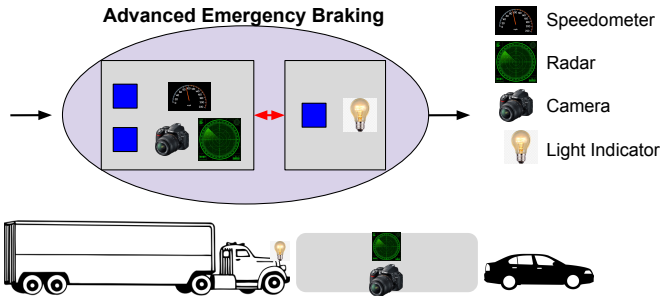 Advanced Emergency Braking
Speedometer
Radar
Camera
Light Indicator